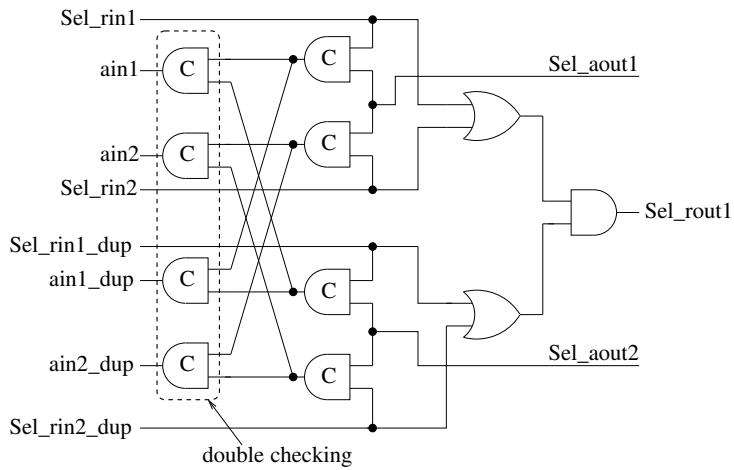 Sel_rin1
ain1
C
C
Sel_aout1
ain2
C
C
Sel_rin2
Sel_rout1
Sel_rin1_dup
ain1_dup
C
C
Sel_aout2
ain2_dup
C
C
Sel_rin2_dup
double checking